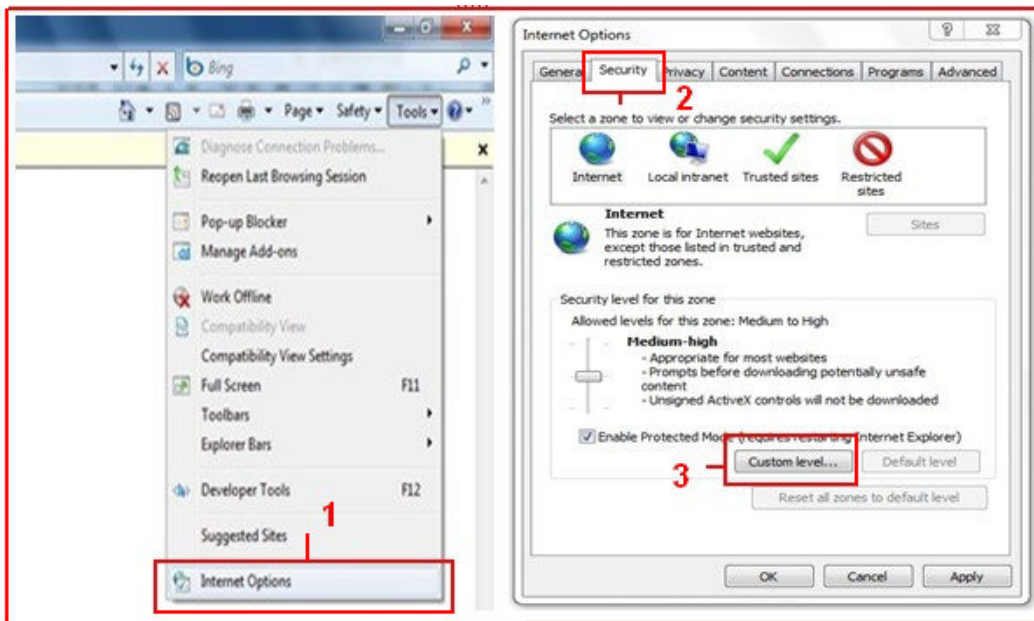 Bing
Page Safety Tools
Diagnose Connection Problems...
Reopen Last Browsing Session
Pop-up Blocker
Manage Add-ons
Work Offline
Compatibility View
Compatibility View Settings
Full Screen F11
Toolbars
Explorer Bars
Developer Tools F12
Suggested Sites
1
Internet Options
Internet Options
General Security Privacy Content Connections Programs Advanced
2
Select a zone to view or change security settings.
Internet Local intranet Trusted sites Restricted
sites
Internet
This zone is for Internet websites,
except those listed in trusted and
restricted zones.
Sites
Security level for this zone
Allowed levels for this zone: Medium to High
Medium-high
- Appropriate for most websites
- Prompts before downloading potentially unsafe
content
- Unsigned ActiveX controls will not be downloaded
Enable Protected Mode (requires restarting Internet Explorer)
3
Custom level... Default level
Reset all zones to default level
OK Cancel Apply